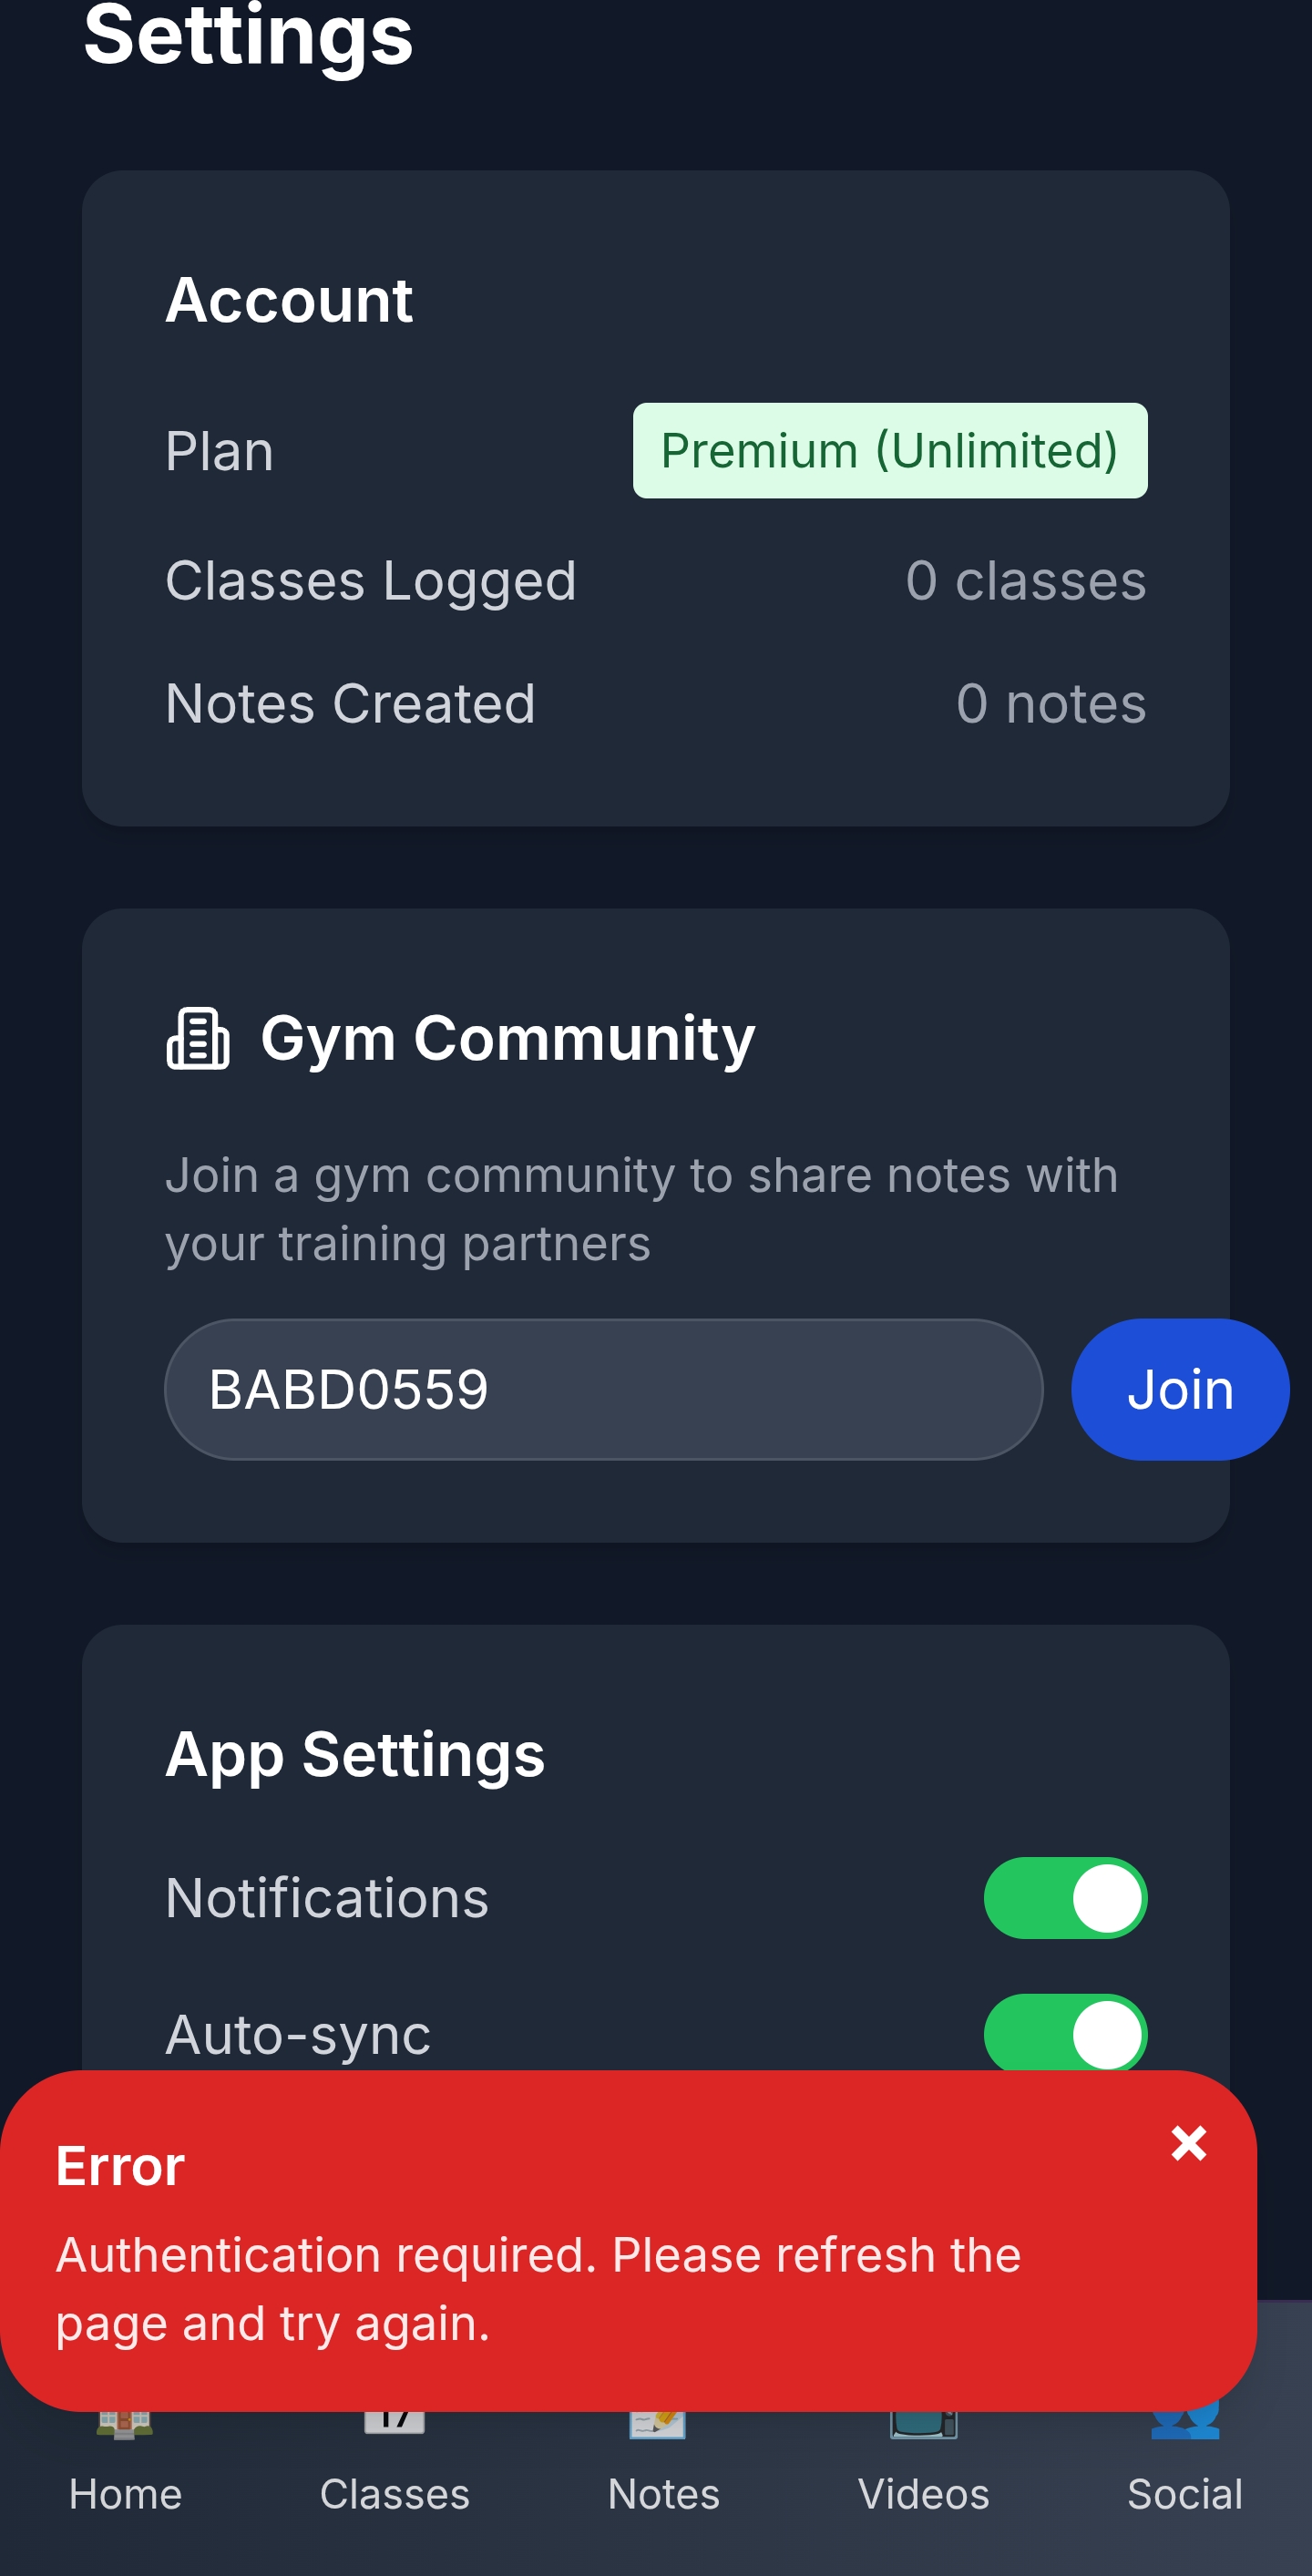 Settings
Account
Plan
Premium (Unlimited)
Classes Logged
0 classes
Notes Created
0 notes
Gym Community
Join a gym community to share notes with
your training partners
BABD0559
Join
App Settings
Notifications
Auto-sync
Error
Authentication required. Please refresh the
page and try again.
17
Home
Classes
Notes
Videos
Social